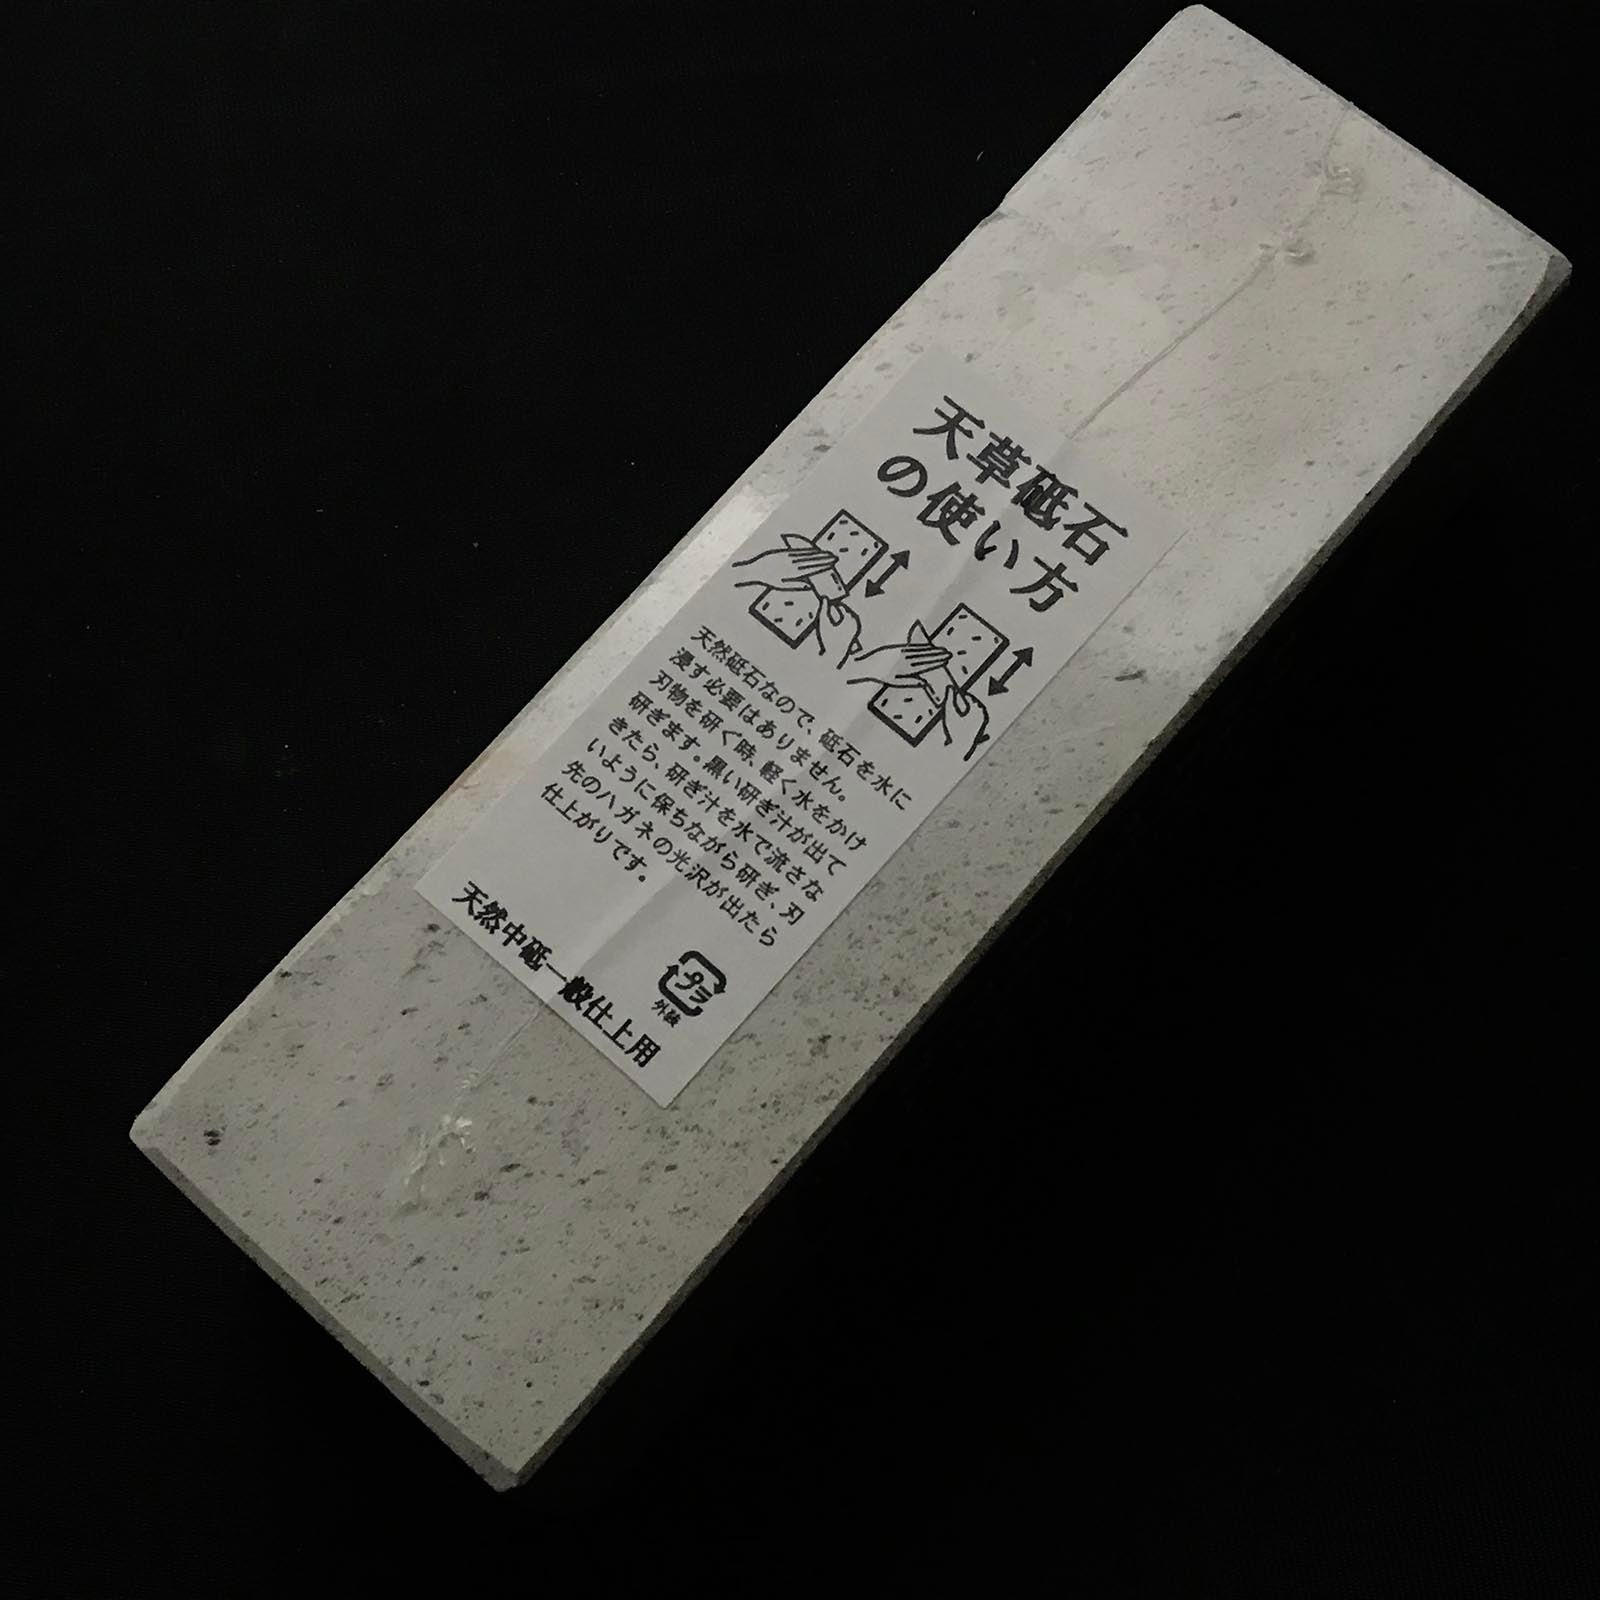 天草砥石
の使い方
天然砥石なので、砥石を水に
浸す必要はありません。
刃物を研ぐ時、軽く水をかけ
研ぎます。黒い研ぎ汁が出て
きたら、研ぎ汁を水で流さな
いように保ちながら研ぎ、刃
先のハガネの光沢が出たら
仕上がりです。
プラ
外装
天然中砥一般仕上用